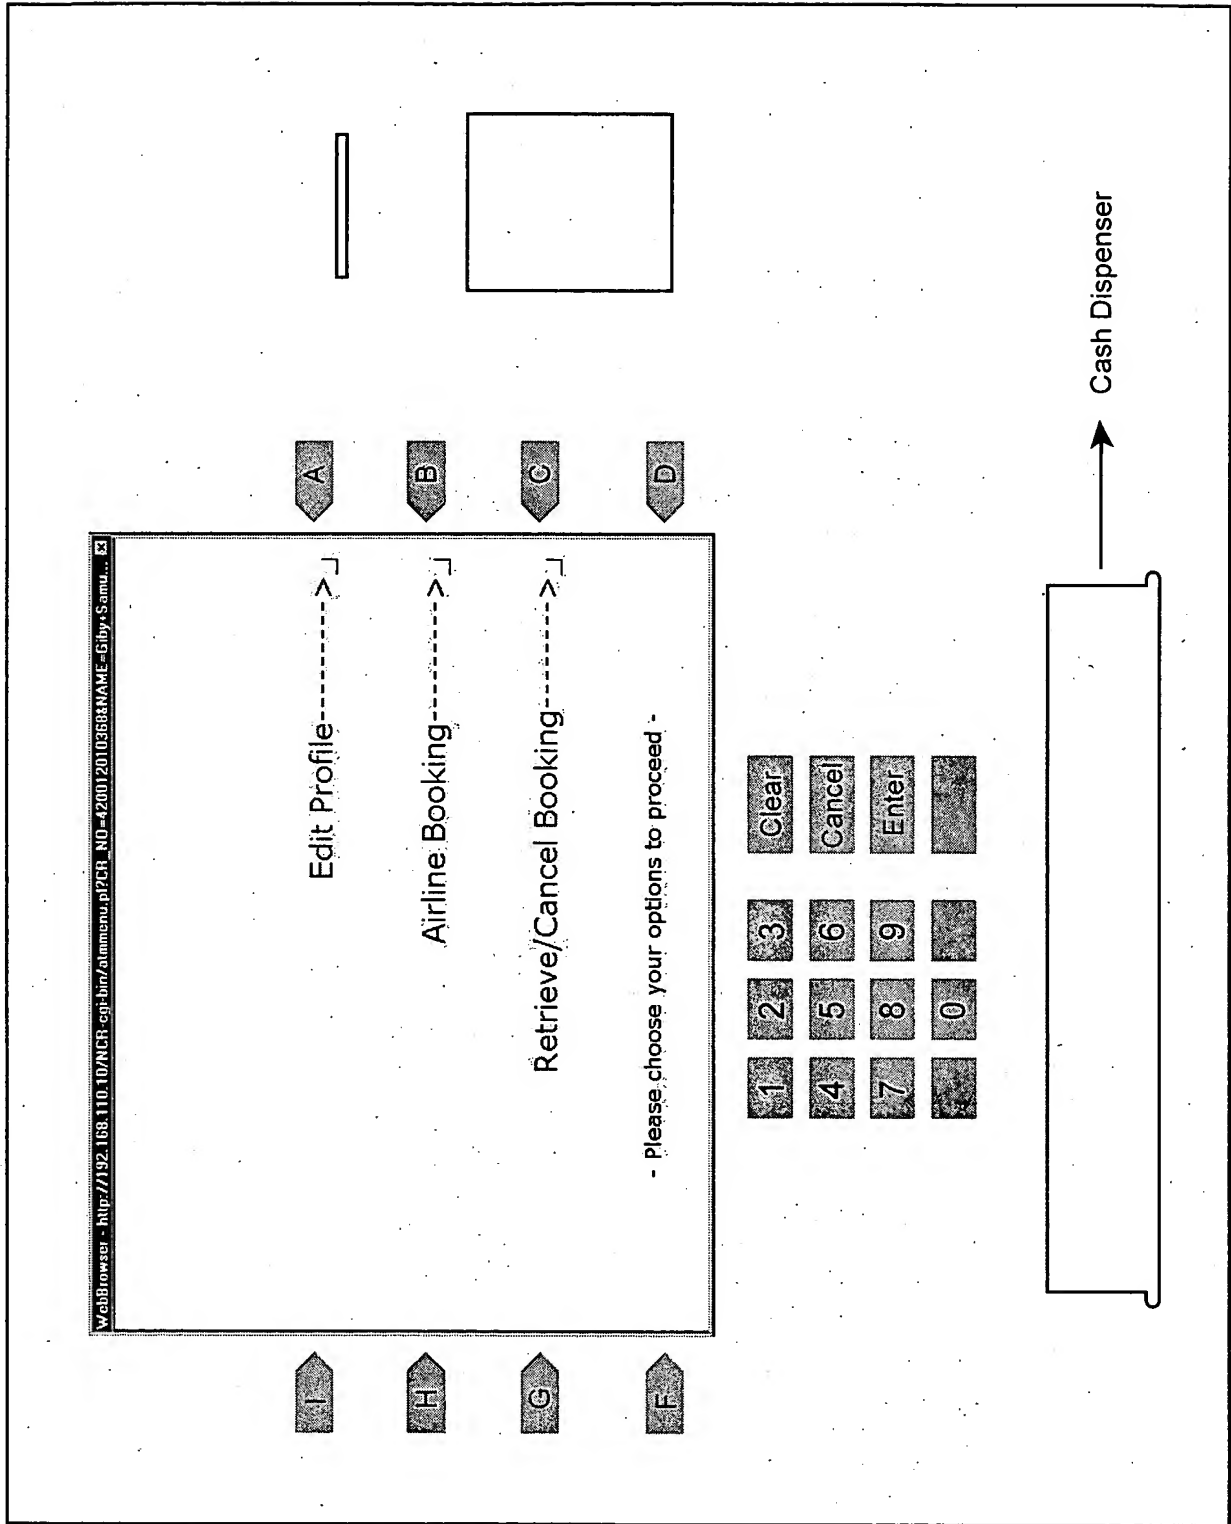 WebBrowser - http://192.168.110.10/NCR-cgi-bin/atmmenu.pl?CR_NO=4200120103688NAME=Giby+Samu...
I
A
Edit Profile---------->
H
B
Airline Booking---------->
G
C
Retrieve/Cancel Booking-------->
F
D
- Please choose your options to proceed -
1 2 3 Clear
4 5 6 Cancel
7 8 9 Enter
0
Cash Dispenser